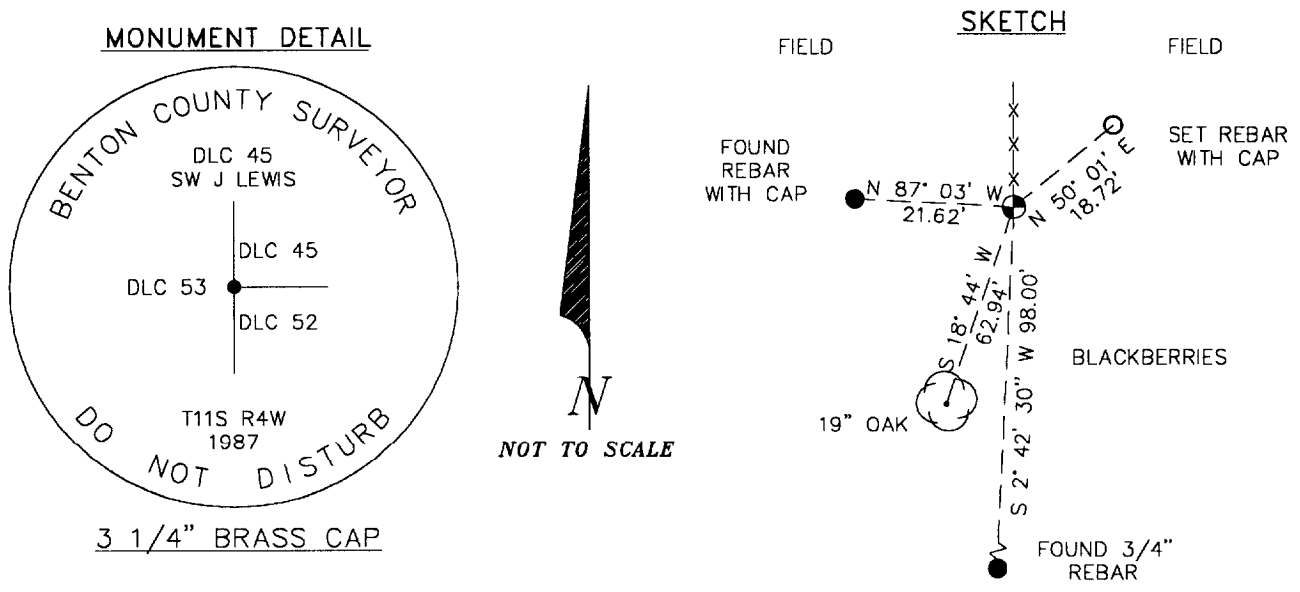 MONUMENT DETAIL
BENTON COUNTY SURVEYOR
DLC 45
SW J LEWIS
DLC 45
DLC 53
DLC 52
T11S R4W
1987
DO NOT DISTURB
3 1/4" BRASS CAP
N
NOT TO SCALE
SKETCH
FIELD
FIELD
FOUND
REBAR
WITH CAP
SET REBAR
WITH CAP
N 87° 03' W
21.62'
N 50° 01' E
18.72'
S 18° 44' W
62.94'
S 2° 42' 30" W 98.00'
BLACKBERRIES
19" OAK
FOUND 3/4"
REBAR